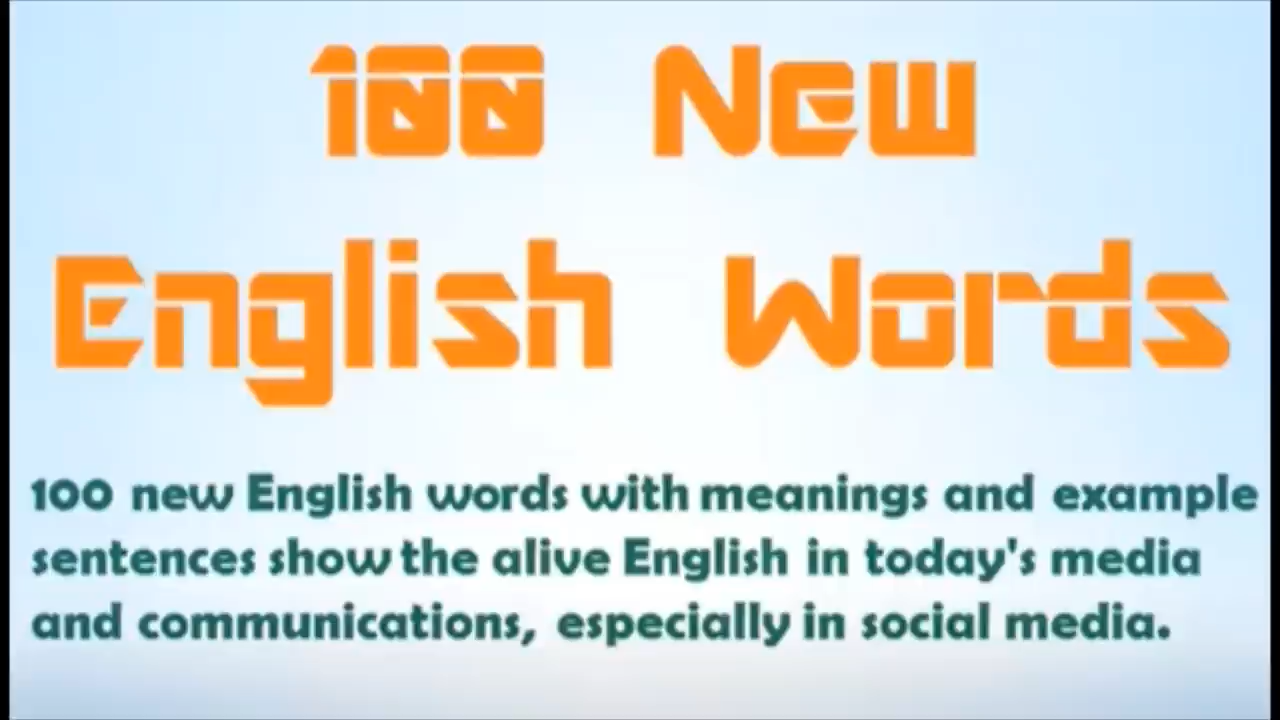 100 New
English Words
100 new English words with meanings and example
sentences show the alive English in today's media
and communications, especially in social media.